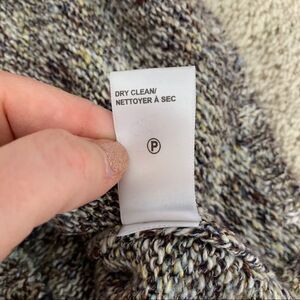 DRY CLEAN/
NETTOYER À SEC
P